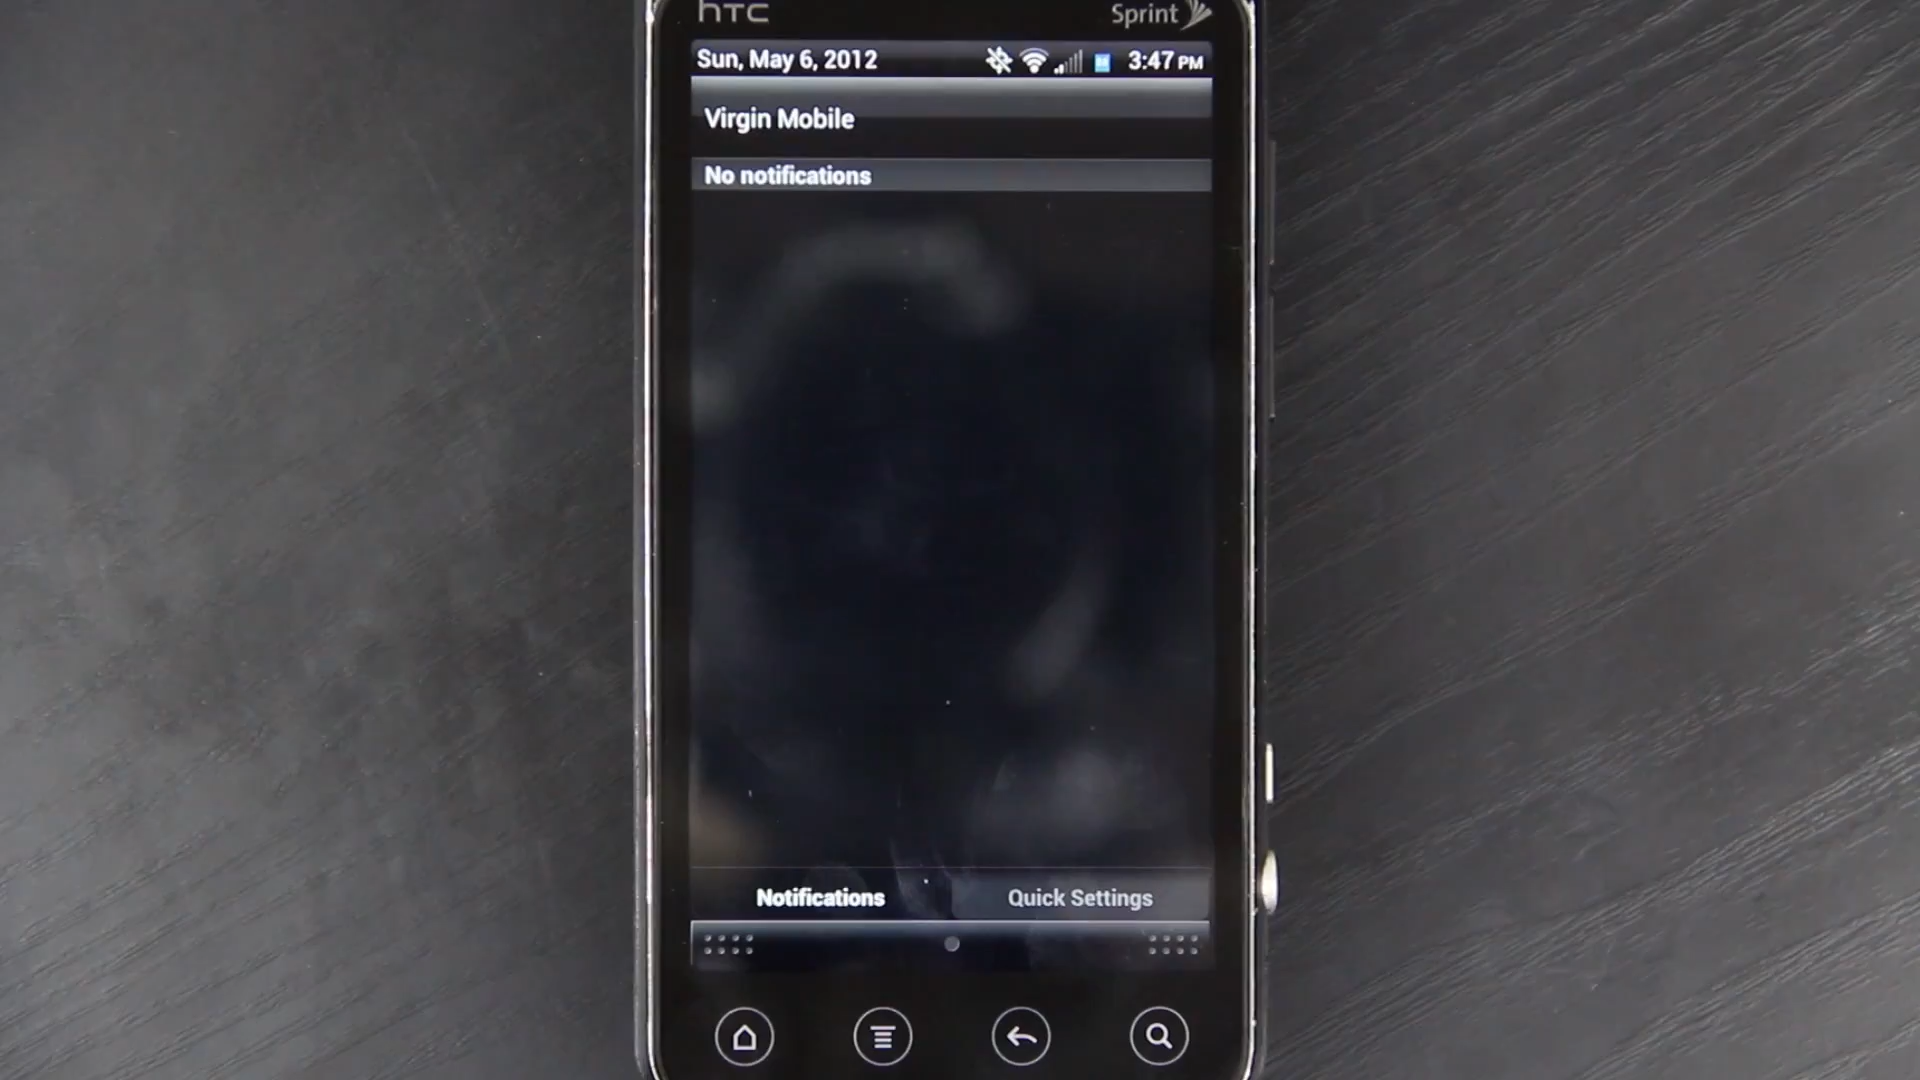 hTC
Sprint
Sun, May 6, 2012
3:47 PM
Virgin Mobile
No notifications
Notifications
Quick Settings